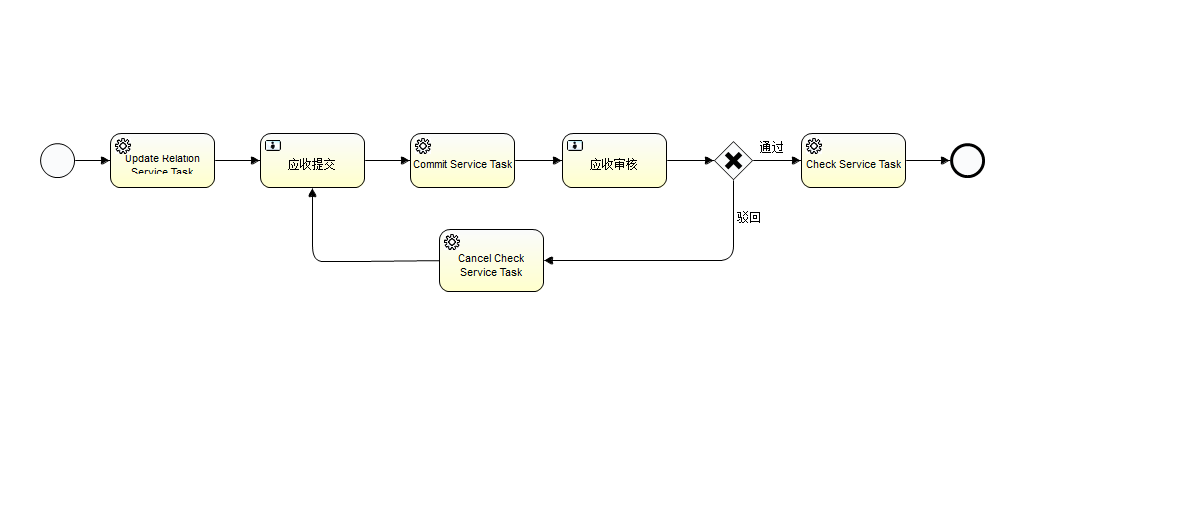 Update Relation
Service Task
应收提交
Commit Service Task
应收审核
通过
Check Service Task
驳回
Cancel Check
Service Task